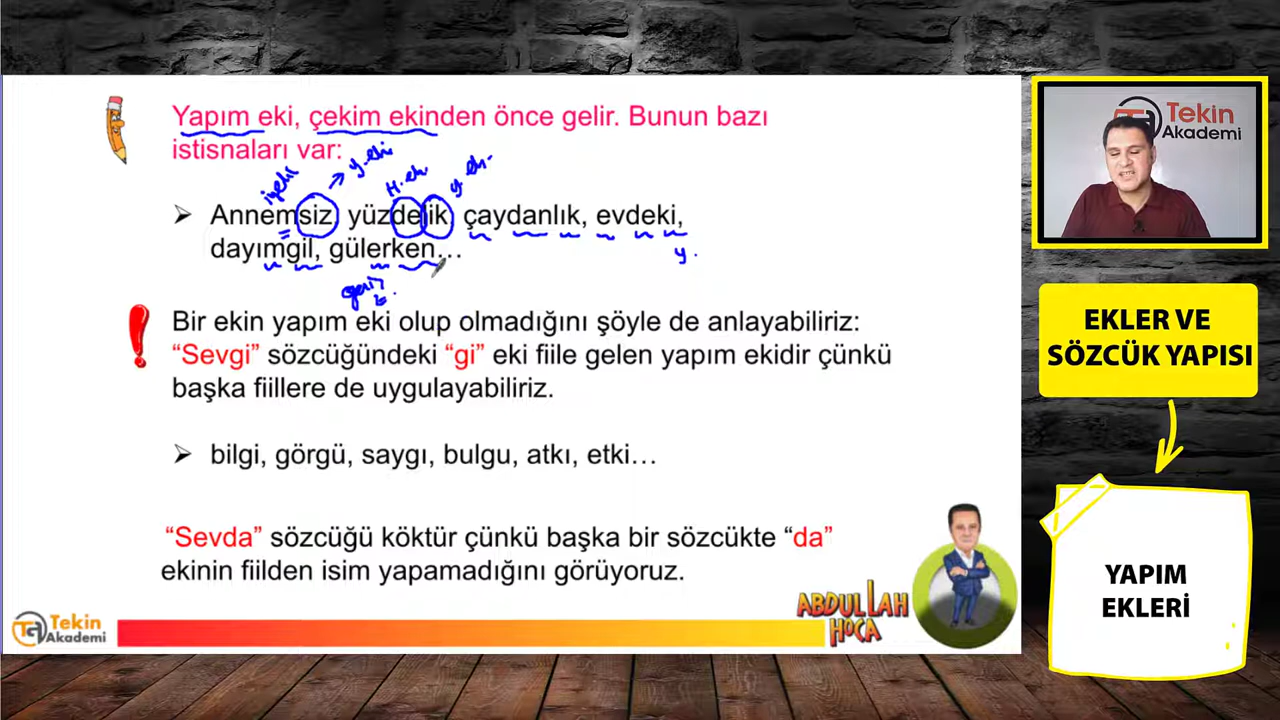 Yapım eki, çekim ekinden önce gelir. Bunun bazı
istisnaları var:
y. eki
➤ Annemsiz, yüzdelik, çaydanlık, evdeki,
dayımgil, gülerken…
y.
Bir ekin yapım eki olup olmadığını şöyle de anlayabiliriz:
“Sevgi” sözcüğündeki “gi” eki fiile gelen yapım ekidir çünkü
başka fiillere de uygulayabiliriz.
➤ bilgi, görgü, saygı, bulgu, atkı, etki…
“Sevda” sözcüğü köktür çünkü başka bir sözcükte “da”
ekinin fiilden isim yapamadığını görüyoruz.
Tekin
Akademi
ABDULLAH
HOCA
Tekin
Akademi
EKLER VE
SÖZCÜK YAPISI
YAPIM
EKLERİ